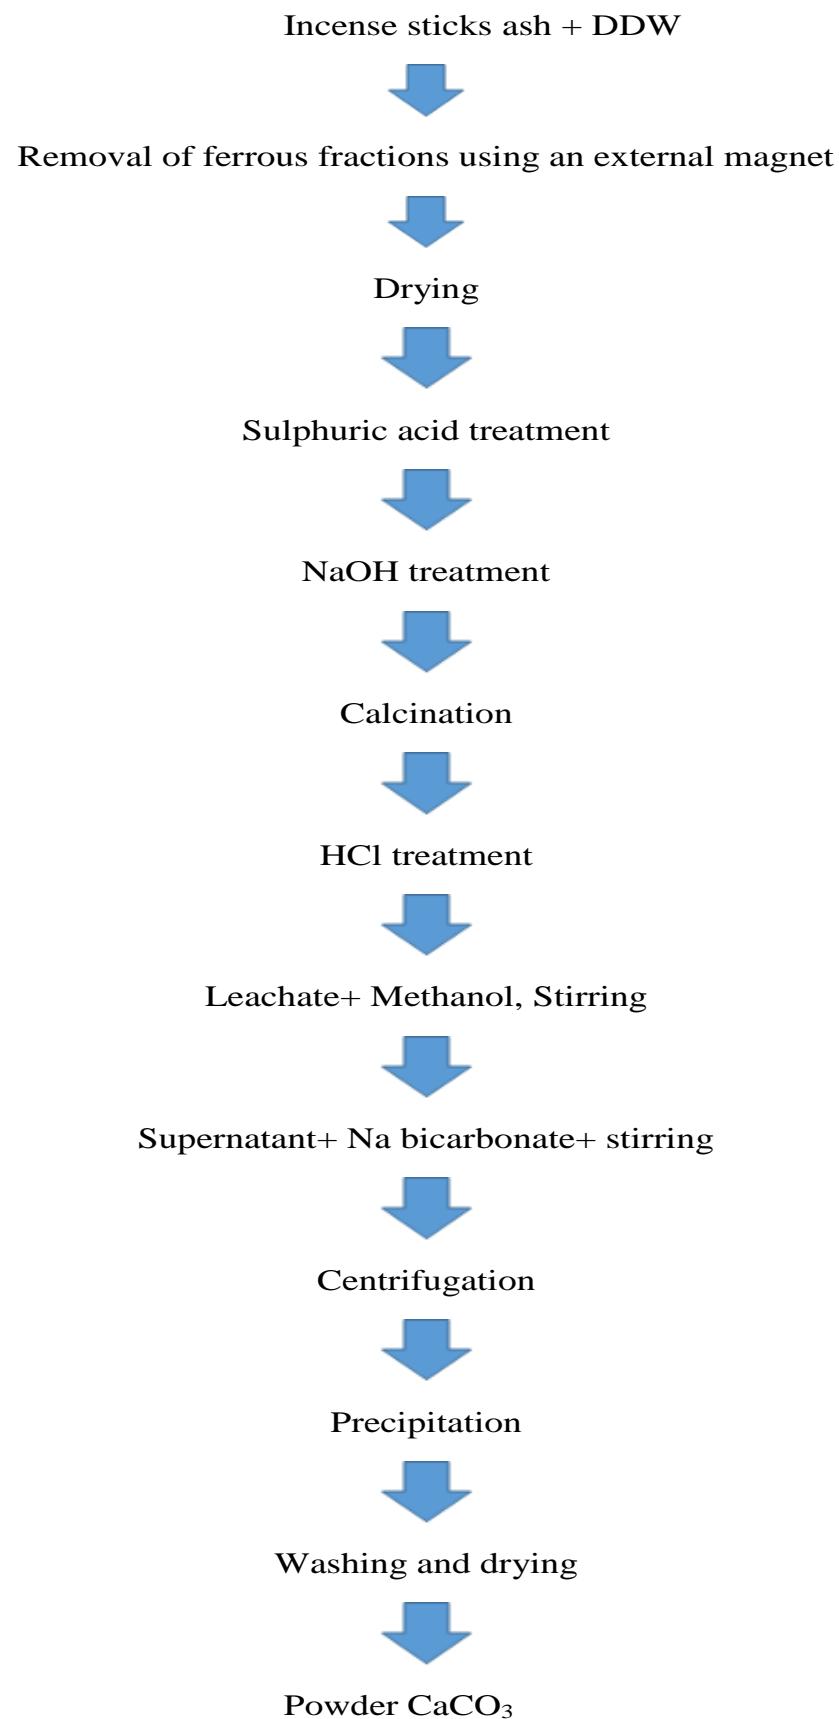 Incense sticks ash + DDW
Removal of ferrous fractions using an external magnet
Drying
Sulphuric acid treatment
NaOH treatment
Calcination
HCl treatment
Leachate+ Methanol, Stirring
Supernatant+ Na bicarbonate+ stirring
Centrifugation
Precipitation
Washing and drying
Powder CaCO₃